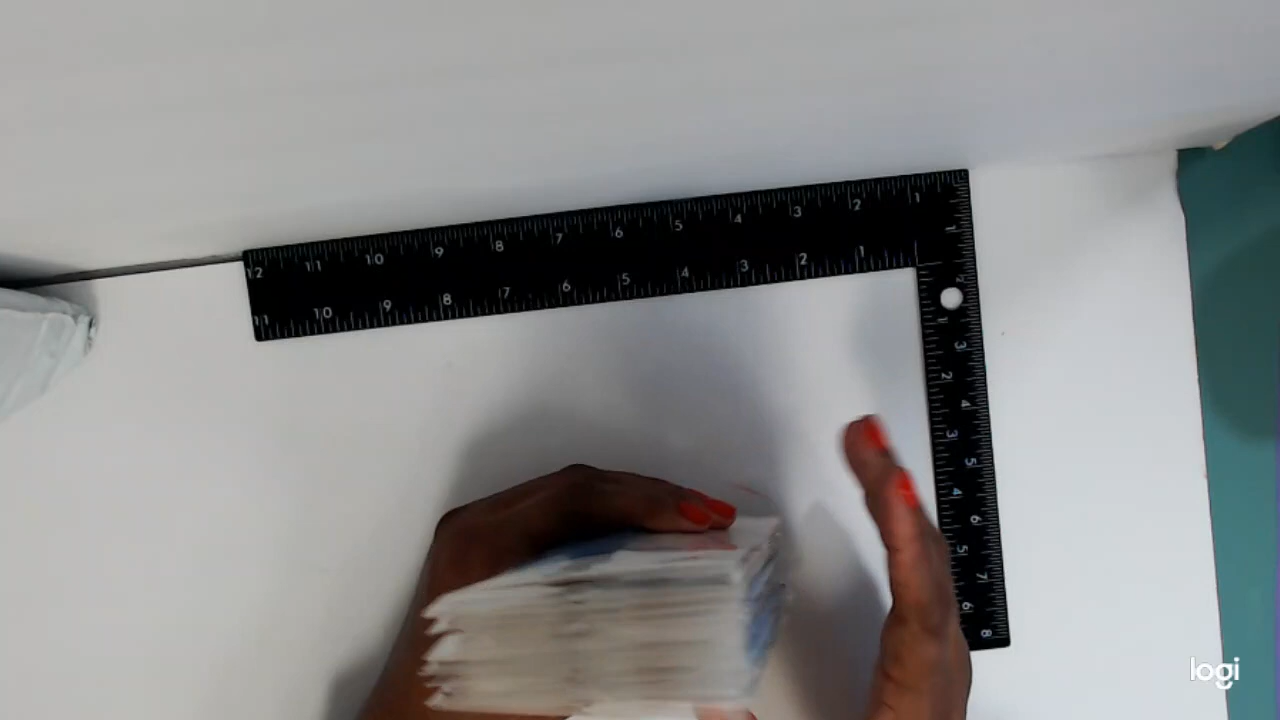 12 11 10 9 8 7 6 5 4 3 2 1
11 10 9 8 7 6 5 4 3 2 1
1 2 3 4 5 6 7 8
1 2 3 4 5 6
logi